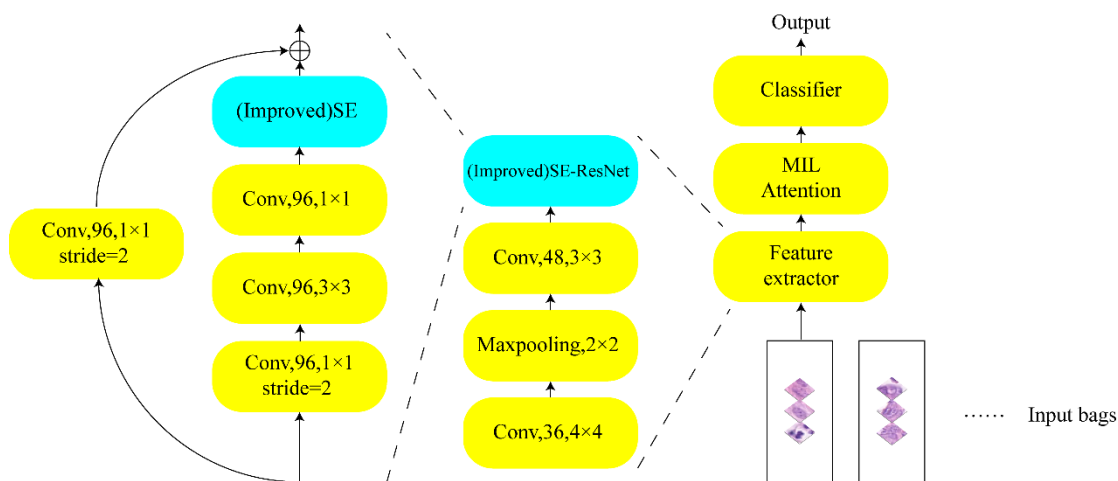 (Improved)SE
Conv,96,1×1
Conv,96,3×3
Conv,96,1×1
stride=2
Conv,96,1×1
stride=2
(Improved)SE-ResNet
Conv,48,3×3
Maxpooling,2×2
Conv,36,4×4
Output
Classifier
MIL
Attention
Feature
extractor
...... Input bags